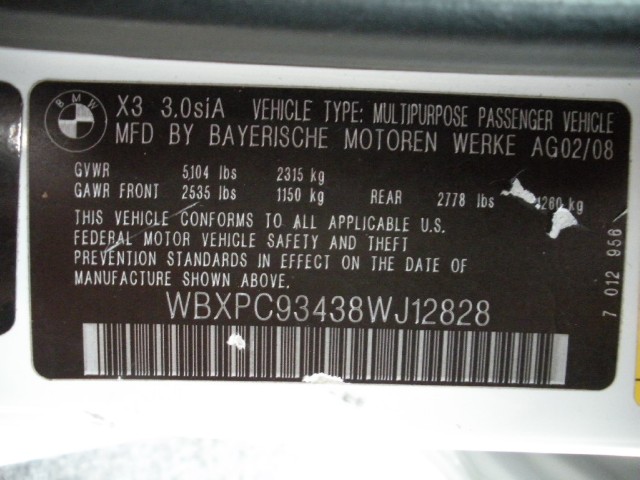 BMW
X3 3.0siA VEHICLE TYPE: MULTIPURPOSE PASSENGER VEHICLE
MFD BY BAYERISCHE MOTOREN WERKE AG02/08
GVWR 5104 lbs 2315 kg
GAWR FRONT 2535 lbs 1150 kg REAR 2778 lbs 1260 kg
THIS VEHICLE CONFORMS TO ALL APPLICABLE U.S.
FEDERAL MOTOR VEHICLE SAFETY AND THEFT
PREVENTION STANDARDS IN EFFECT ON THE DATE OF
MANUFACTURE SHOWN ABOVE.
WBXPC93438WJ12828
7 012 956